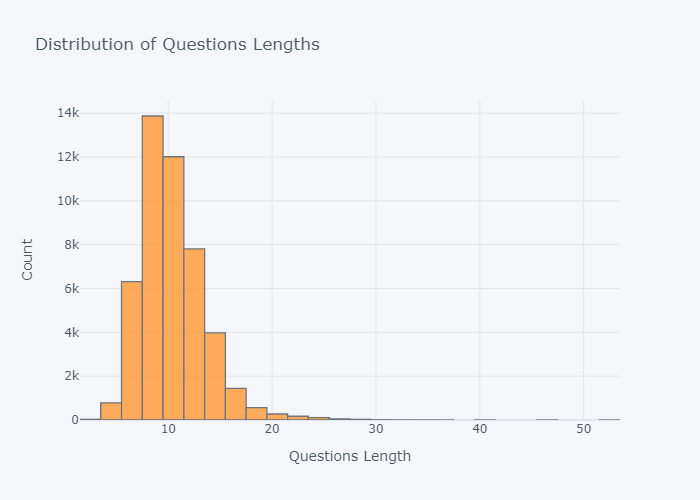 Distribution of Questions Lengths
14k
12k
10k
8k
6k
4k
2k
0
Count
10
20
30
40
50
Questions Length